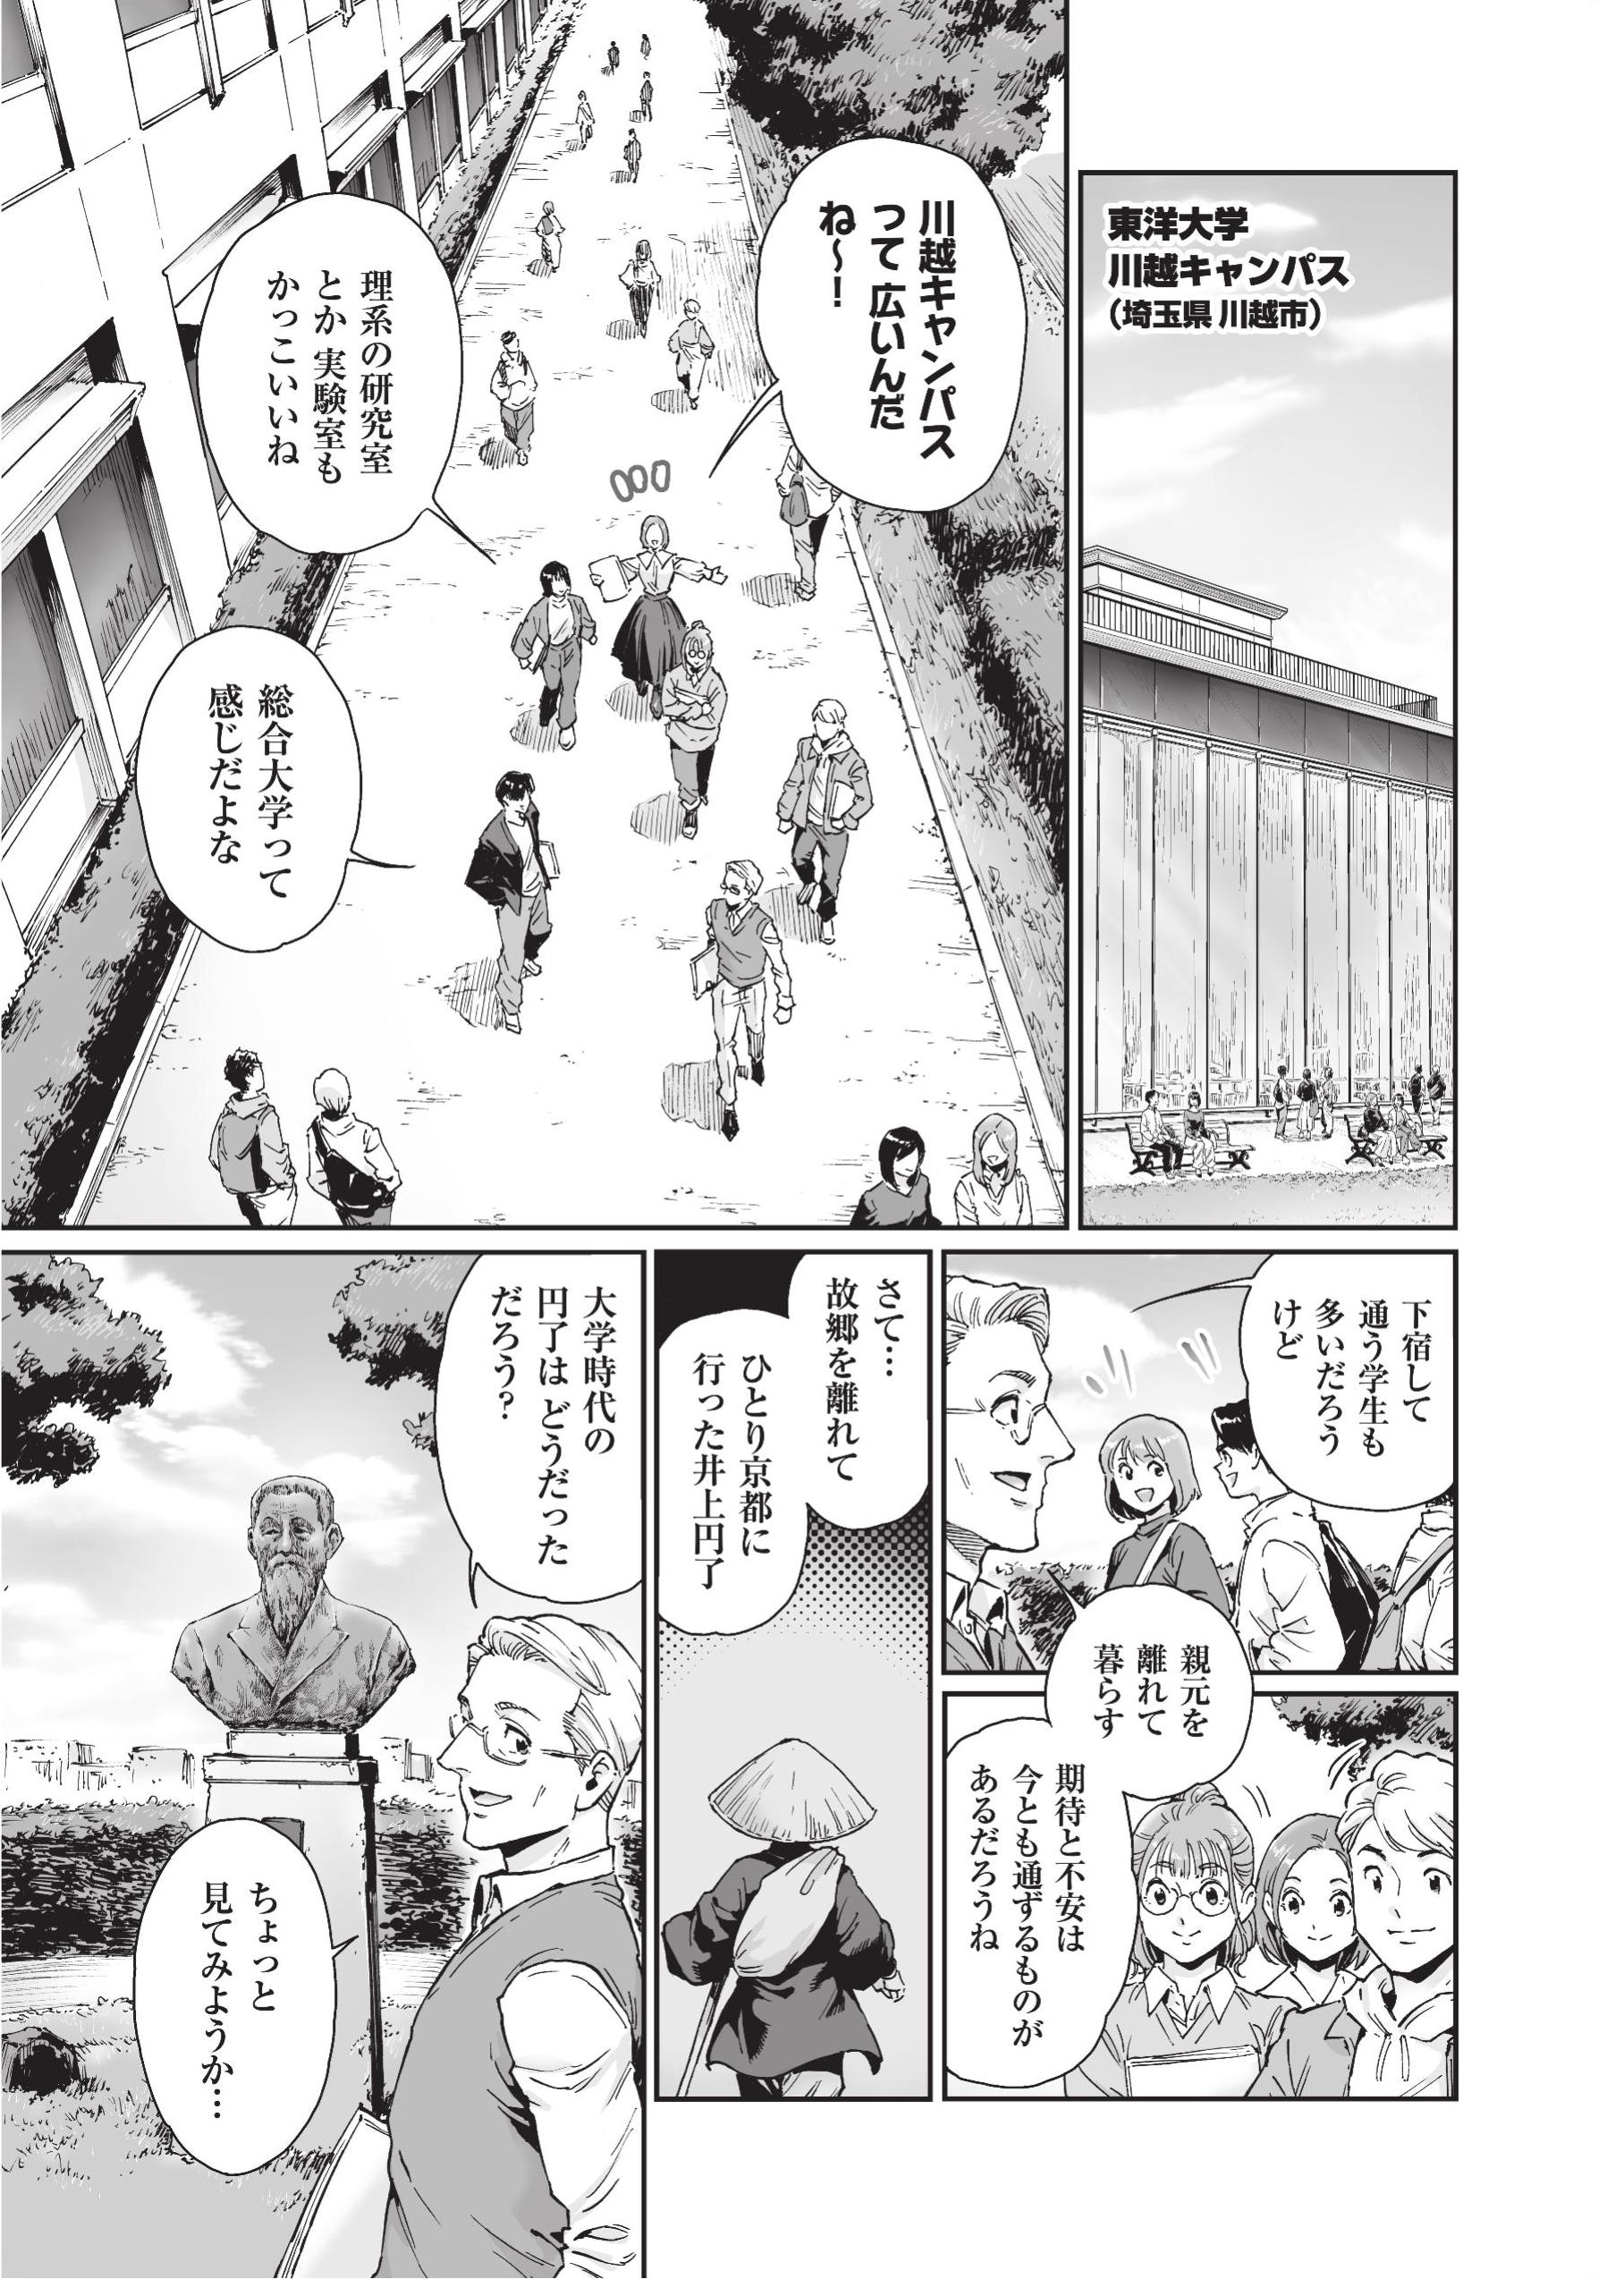 東洋大学
川越キャンパス
（埼玉県 川越市）
川越キャンパス
って 広いんだ
ね～！
理系の研究室
とか 実験室も
かっこいいね
総合大学って
感じだよな
下宿して
通う学生も
多いだろう
けど
親元を
離れて
暮らす
期待と不安は
今とも通ずるものが
あるだろうね
さて…
故郷を離れて
ひとり京都に
行った井上円了
大学時代の
円了は どうだった
だろう？
ちょっと
見てみようか…